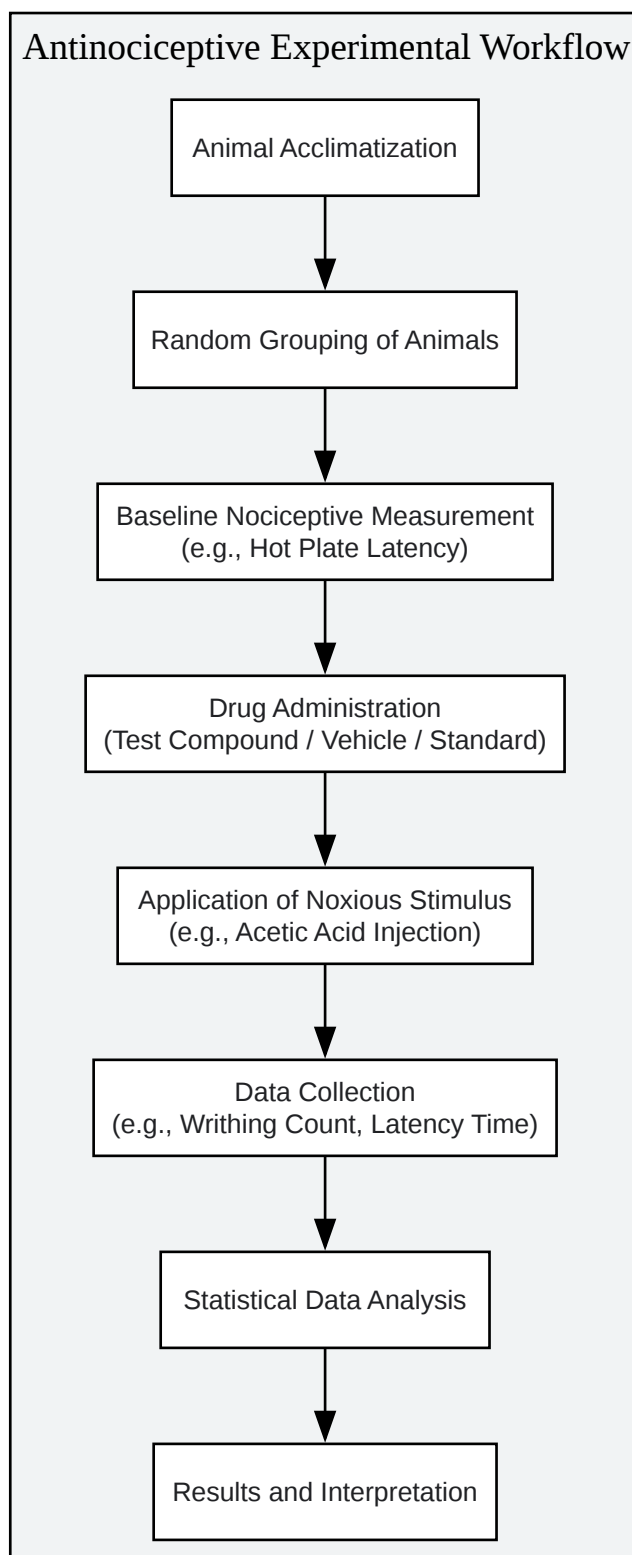 Antinociceptive Experimental Workflow
Animal Acclimatization
Random Grouping of Animals
Baseline Nociceptive Measurement
(e.g., Hot Plate Latency)
Drug Administration
(Test Compound / Vehicle / Standard)
Application of Noxious Stimulus
(e.g., Acetic Acid Injection)
Data Collection
(e.g., Writhing Count, Latency Time)
Statistical Data Analysis
Results and Interpretation